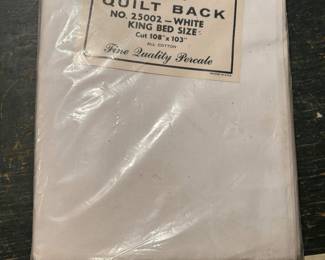 QUILT BACK
NO. 25002 — WHITE
KING BED SIZE
Cut 108" x 103"
ALL COTTON
Fine Quality Percale